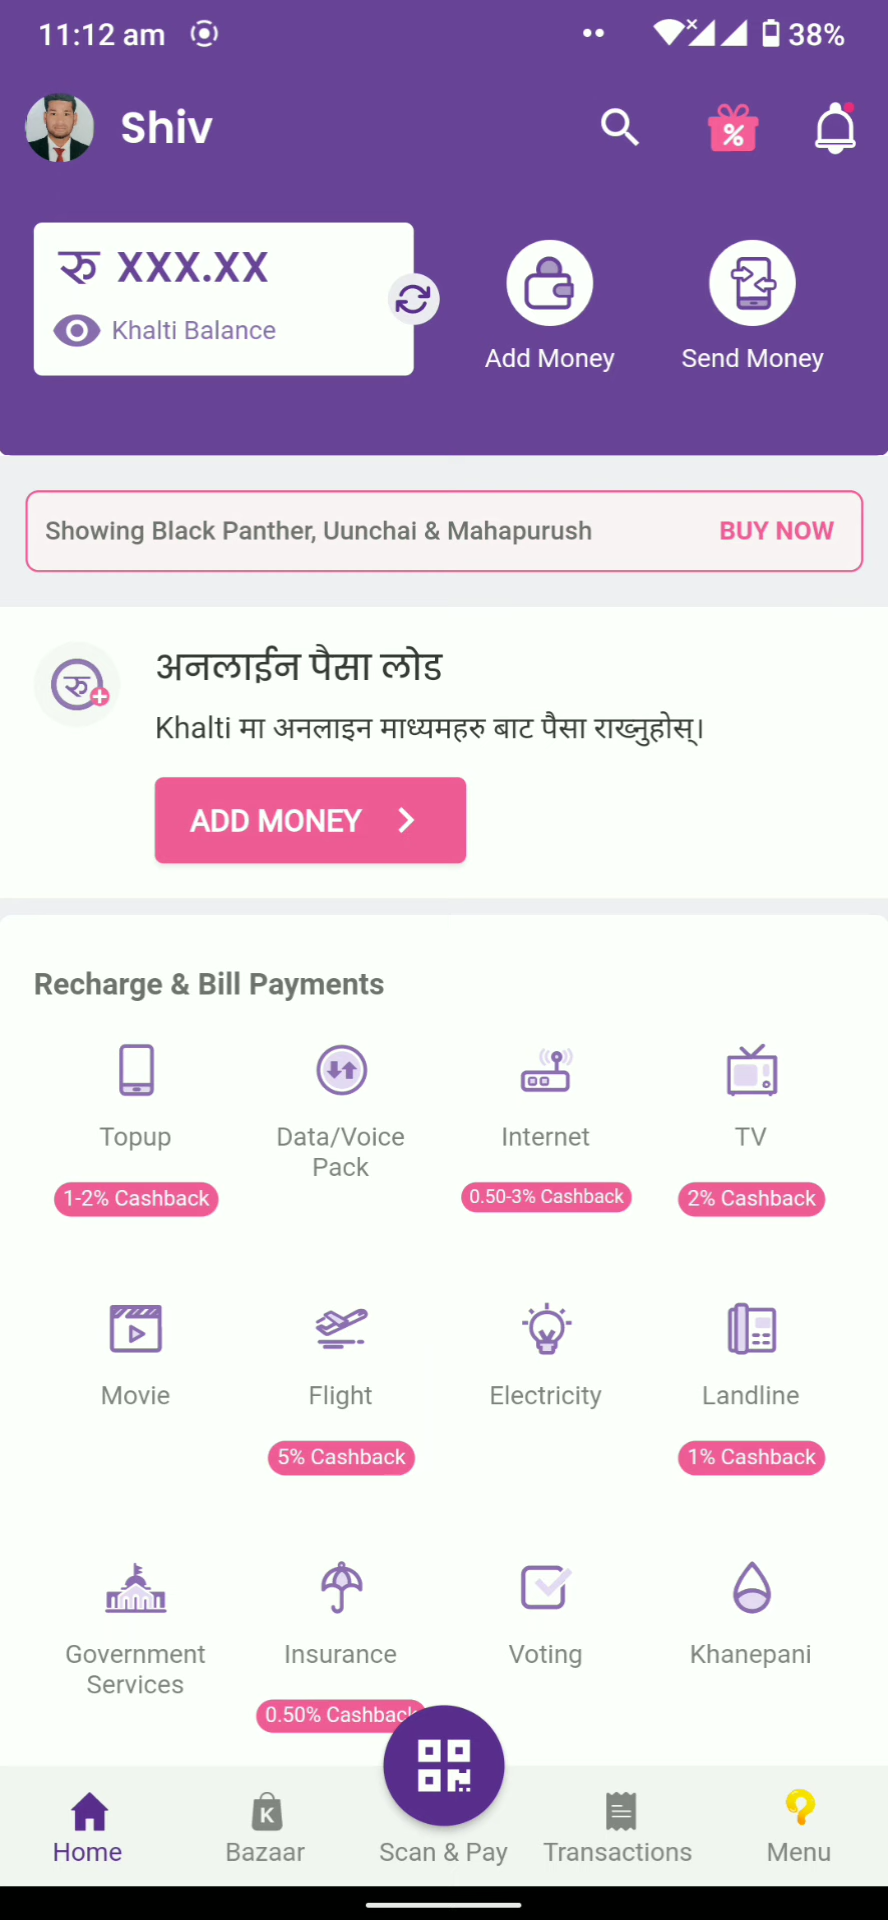 11:12 am
38%
Shiv
%
रु XXX.XX
Khalti Balance
Add Money
Send Money
Showing Black Panther, Uunchai & Mahapurush
BUY NOW
रु
अनलाईन पैसा लोड
Khalti मा अनलाइन माध्यमहरु बाट पैसा राख्नुहोस्।
ADD MONEY
Recharge & Bill Payments
Topup
Data/Voice
Pack
Internet
TV
1-2% Cashback
0.50-3% Cashback
2% Cashback
Movie
Flight
Electricity
Landline
5% Cashback
1% Cashback
Government
Services
Insurance
Voting
Khanepani
0.50% Cashback
K
Home
Bazaar
Scan & Pay
Transactions
Menu